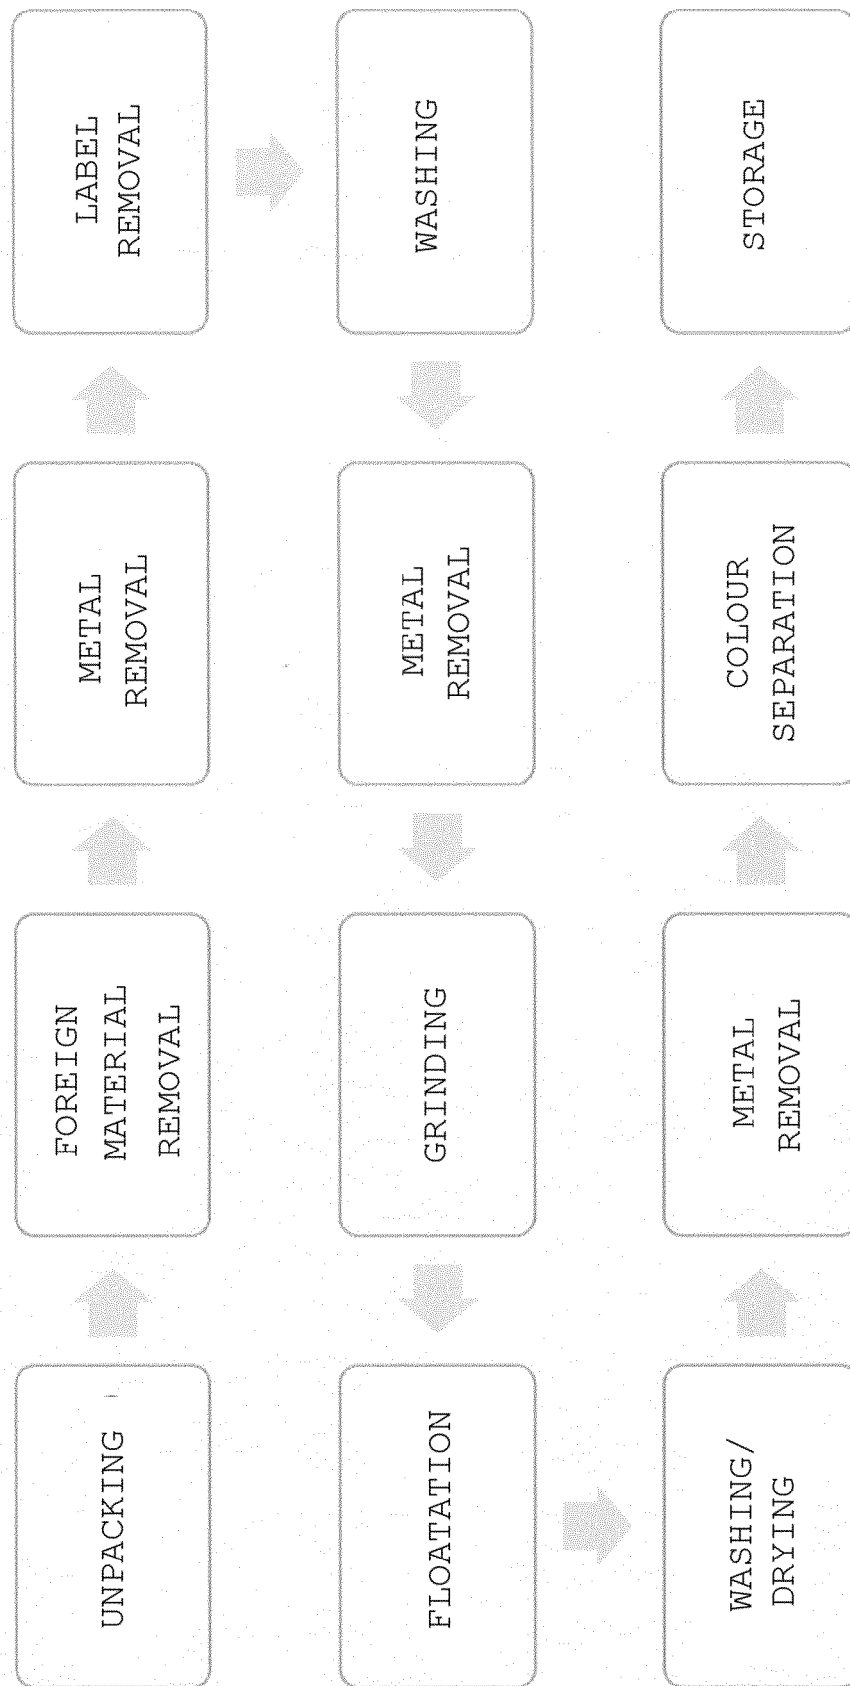 UNPACKING
FOREIGN
MATERIAL
REMOVAL
METAL
REMOVAL
LABEL
REMOVAL
WASHING
METAL
REMOVAL
GRINDING
FLOATATION
WASHING/
DRYING
METAL
REMOVAL
COLOUR
SEPARATION
STORAGE